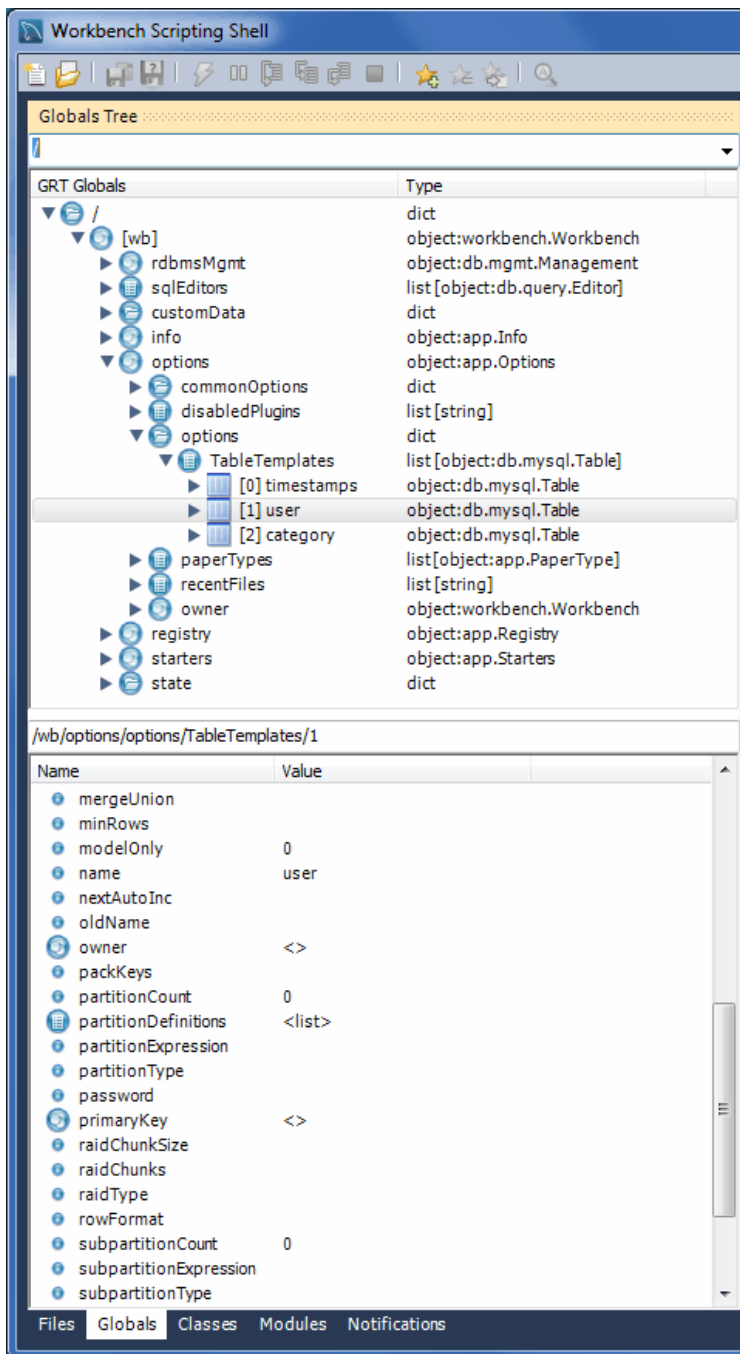 Workbench Scripting Shell
Globals Tree
/
GRT Globals Type
/ dict
[wb] object:workbench.Workbench
rdbmsMgmt object:db.mgmt.Management
sqlEditors list[object:db.query.Editor]
customData dict
info object:app.Info
options object:app.Options
commonOptions dict
disabledPlugins list[string]
options dict
TableTemplates list[object:db.mysql.Table]
[0] timestamps object:db.mysql.Table
[1] user object:db.mysql.Table
[2] category object:db.mysql.Table
paperTypes list[object:app.PaperType]
recentFiles list[string]
owner object:workbench.Workbench
registry object:app.Registry
starters object:app.Starters
state dict
/wb/options/options/TableTemplates/1
Name Value
mergeUnion
minRows
modelOnly 0
name user
nextAutoInc
oldName
owner <>
packKeys
partitionCount 0
partitionDefinitions <list>
partitionExpression
partitionType
password
primaryKey <>
raidChunkSize
raidChunks
raidType
rowFormat
subpartitionCount 0
subpartitionExpression
subpartitionType
Files Globals Classes Modules Notifications